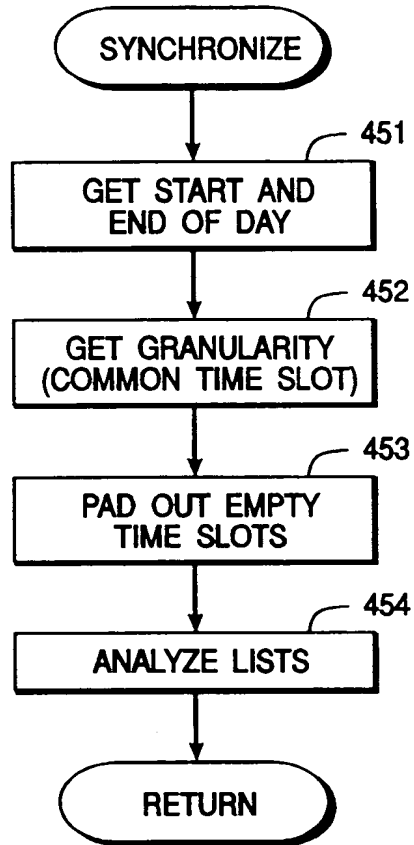 SYNCHRONIZE
451
GET START AND
END OF DAY
452
GET GRANULARITY
(COMMON TIME SLOT)
453
PAD OUT EMPTY
TIME SLOTS
454
ANALYZE LISTS
RETURN